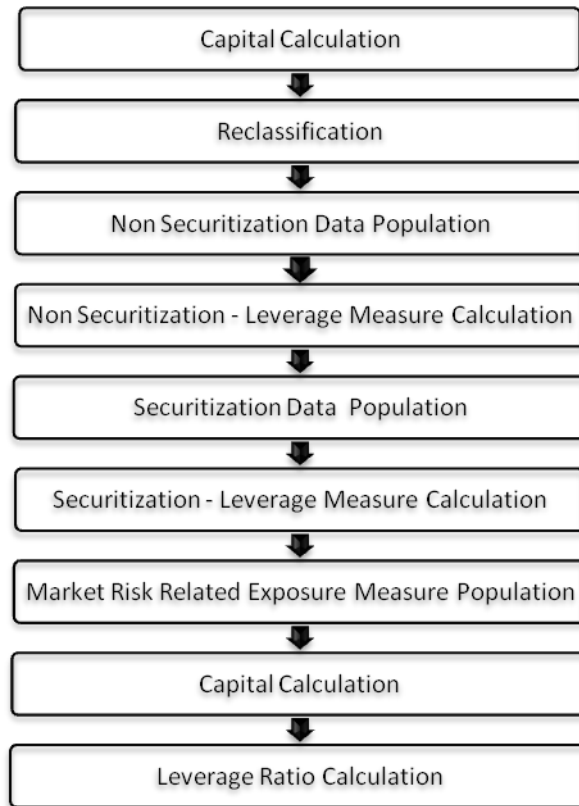 Capital Calculation
Reclassification
Non Securitization Data Population
Non Securitization - Leverage Measure Calculation
Securitization Data Population
Securitization - Leverage Measure Calculation
Market Risk Related Exposure Measure Population
Capital Calculation
Leverage Ratio Calculation